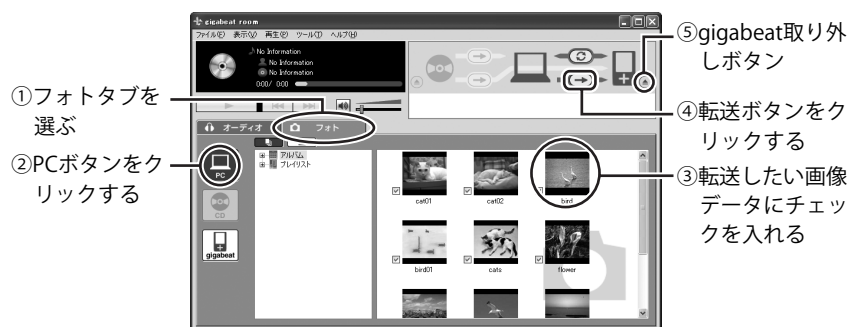 gigabeat room
ファイル(F) 表示(V) 再生(P) ツール(T) ヘルプ(H)
No Information
No Information
No Information
000/ 000
オーディオ
フォト
PC
CD
gigabeat
アルバム
プレイリスト
cat01
cat02
bird
bird01
cats
flower
①フォトタブを
選ぶ
②PCボタンをク
リックする
⑤gigabeat取り外
しボタン
④転送ボタンをク
リックする
③転送したい画像
データにチェッ
クを入れる